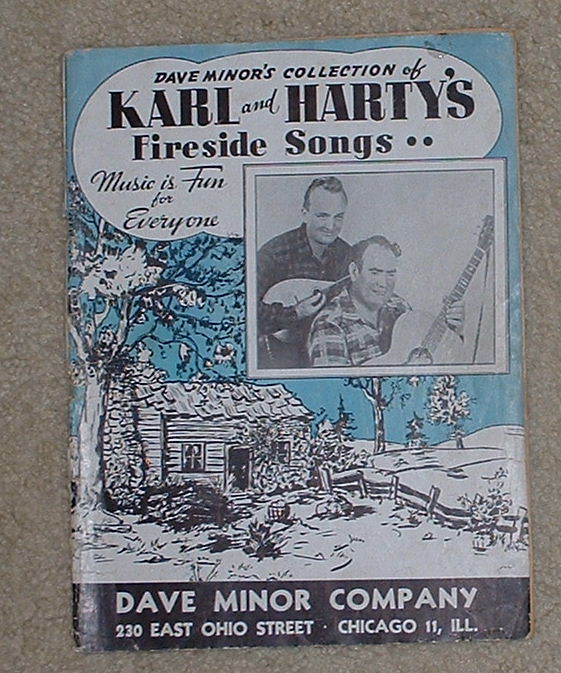 DAVE MINOR'S COLLECTION of
KARL and HARTY'S
Fireside Songs ..
Music is Fun
for
Everyone
DAVE MINOR COMPANY
230 EAST OHIO STREET · CHICAGO 11, ILL.